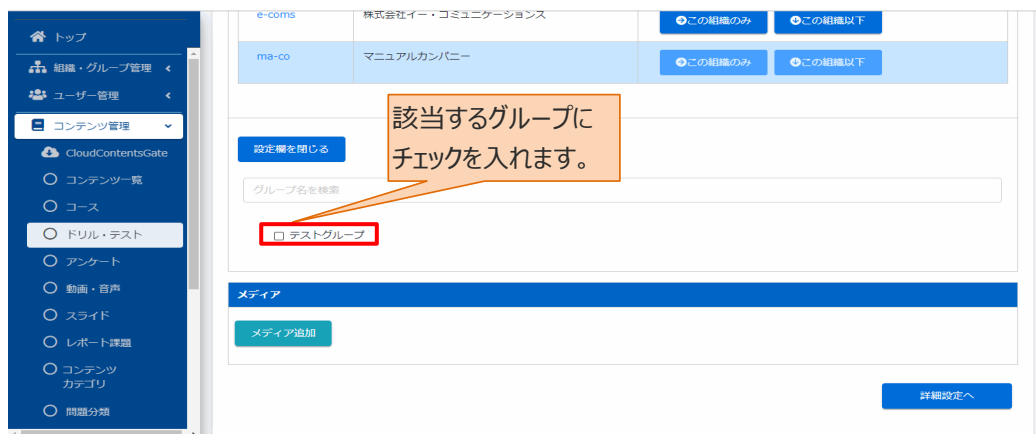 トップ
組織・グループ管理
ユーザー管理
コンテンツ管理
CloudContentsGate
コンテンツ一覧
コース
ドリル・テスト
アンケート
動画・音声
スライド
レポート課題
コンテンツ
カテゴリ
問題分類
e-coms 株式会社イー・コミュニケーションズ この組織のみ この組織以下
ma-co マニュアルカンパニー この組織のみ この組織以下
該当するグループに
チェックを入れます。
設定欄を閉じる
グループ名を検索
テストグループ
メディア
メディア追加
詳細設定へ